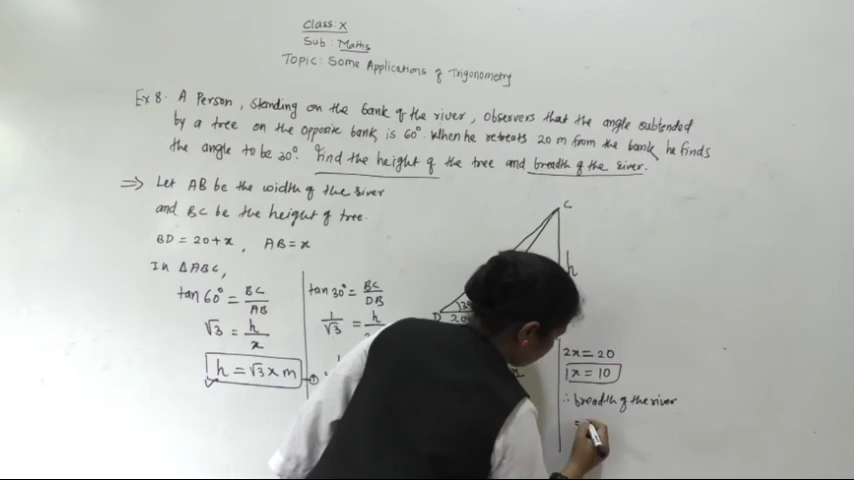 Class: X
Sub: Maths
Topic: Some Applications of Trigonometry
Ex 8. A Person, standing on the bank of the river, observers that the angle subtended
by a tree on the opposite bank is 60°. When he retreats 20 m from the bank, he finds
the angle to be 30°. Find the height of the tree and breadth of the river.
⇒ Let AB be the width of the river
and BC be the height of tree.
BD = 20+x, AB = x
In △ABC,
tan 60° = BC/AB
√3 = h/x
h = √3 x m ①
tan 30° = BC/DB
1/√3 = h/
C
h
D
2x = 20
x = 10
∴ breadth of the river
=